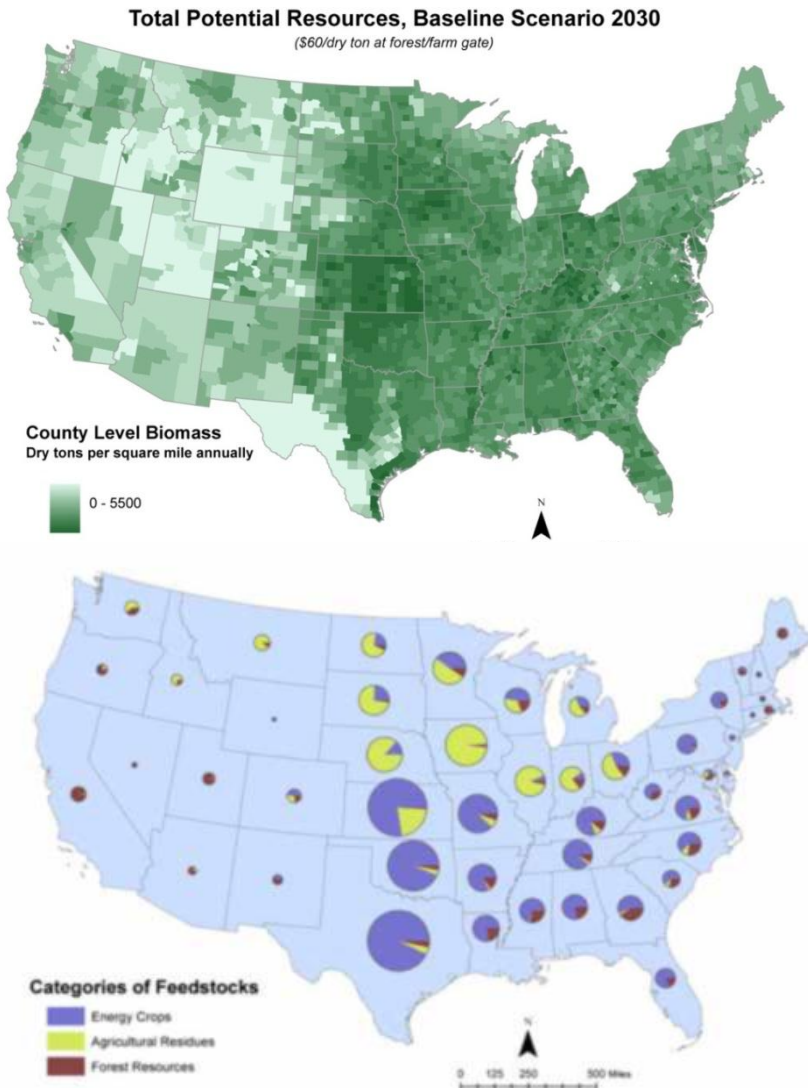 Total Potential Resources, Baseline Scenario 2030
($60/dry ton at forest/farm gate)
County Level Biomass
Dry tons per square mile annually
0 - 5500
N
Categories of Feedstocks
Energy Crops
Agricultural Residues
Forest Resources
N
0 125 250 500 Miles